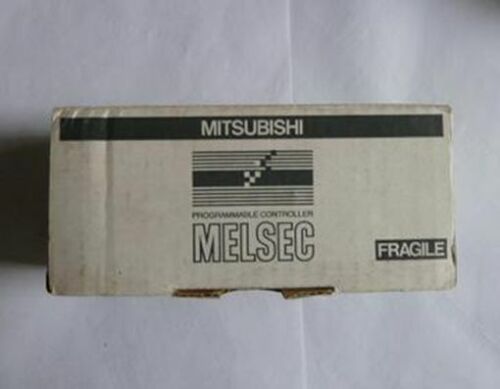 MITSUBISHI
PROGRAMMABLE CONTROLLER
MELSEC
FRAGILE